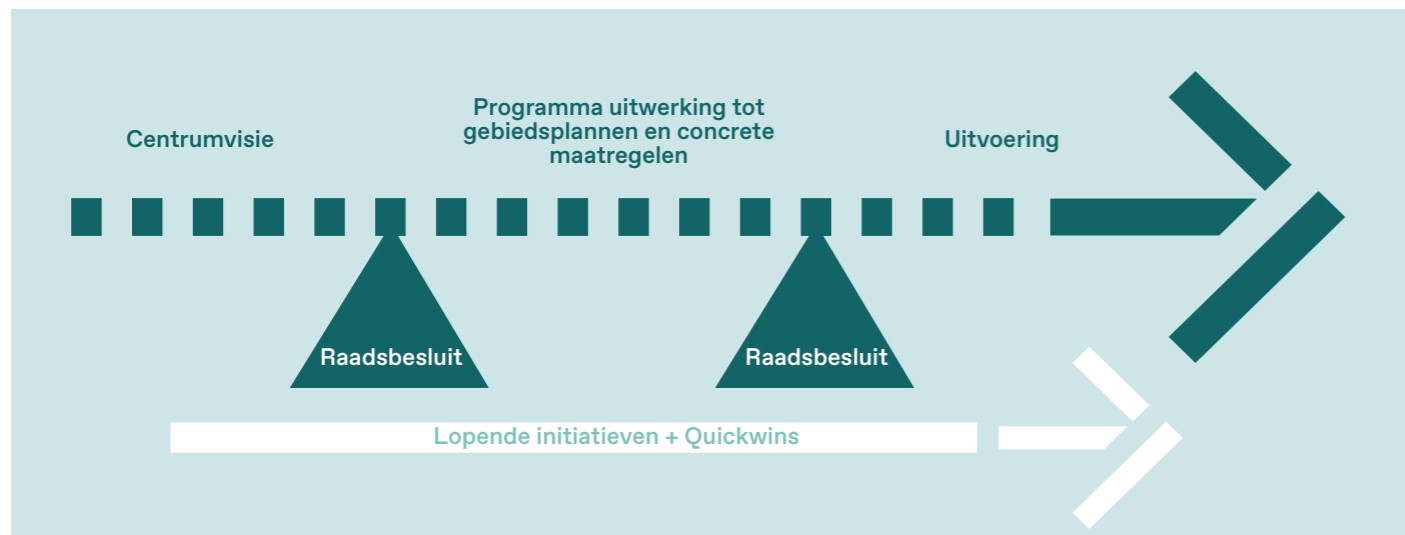 Centrumvisie
Programma uitwerking tot
gebiedsplannen en concrete
maatregelen
Uitvoering
Raadsbesluit
Raadsbesluit
Lopende initiatieven + Quickwins